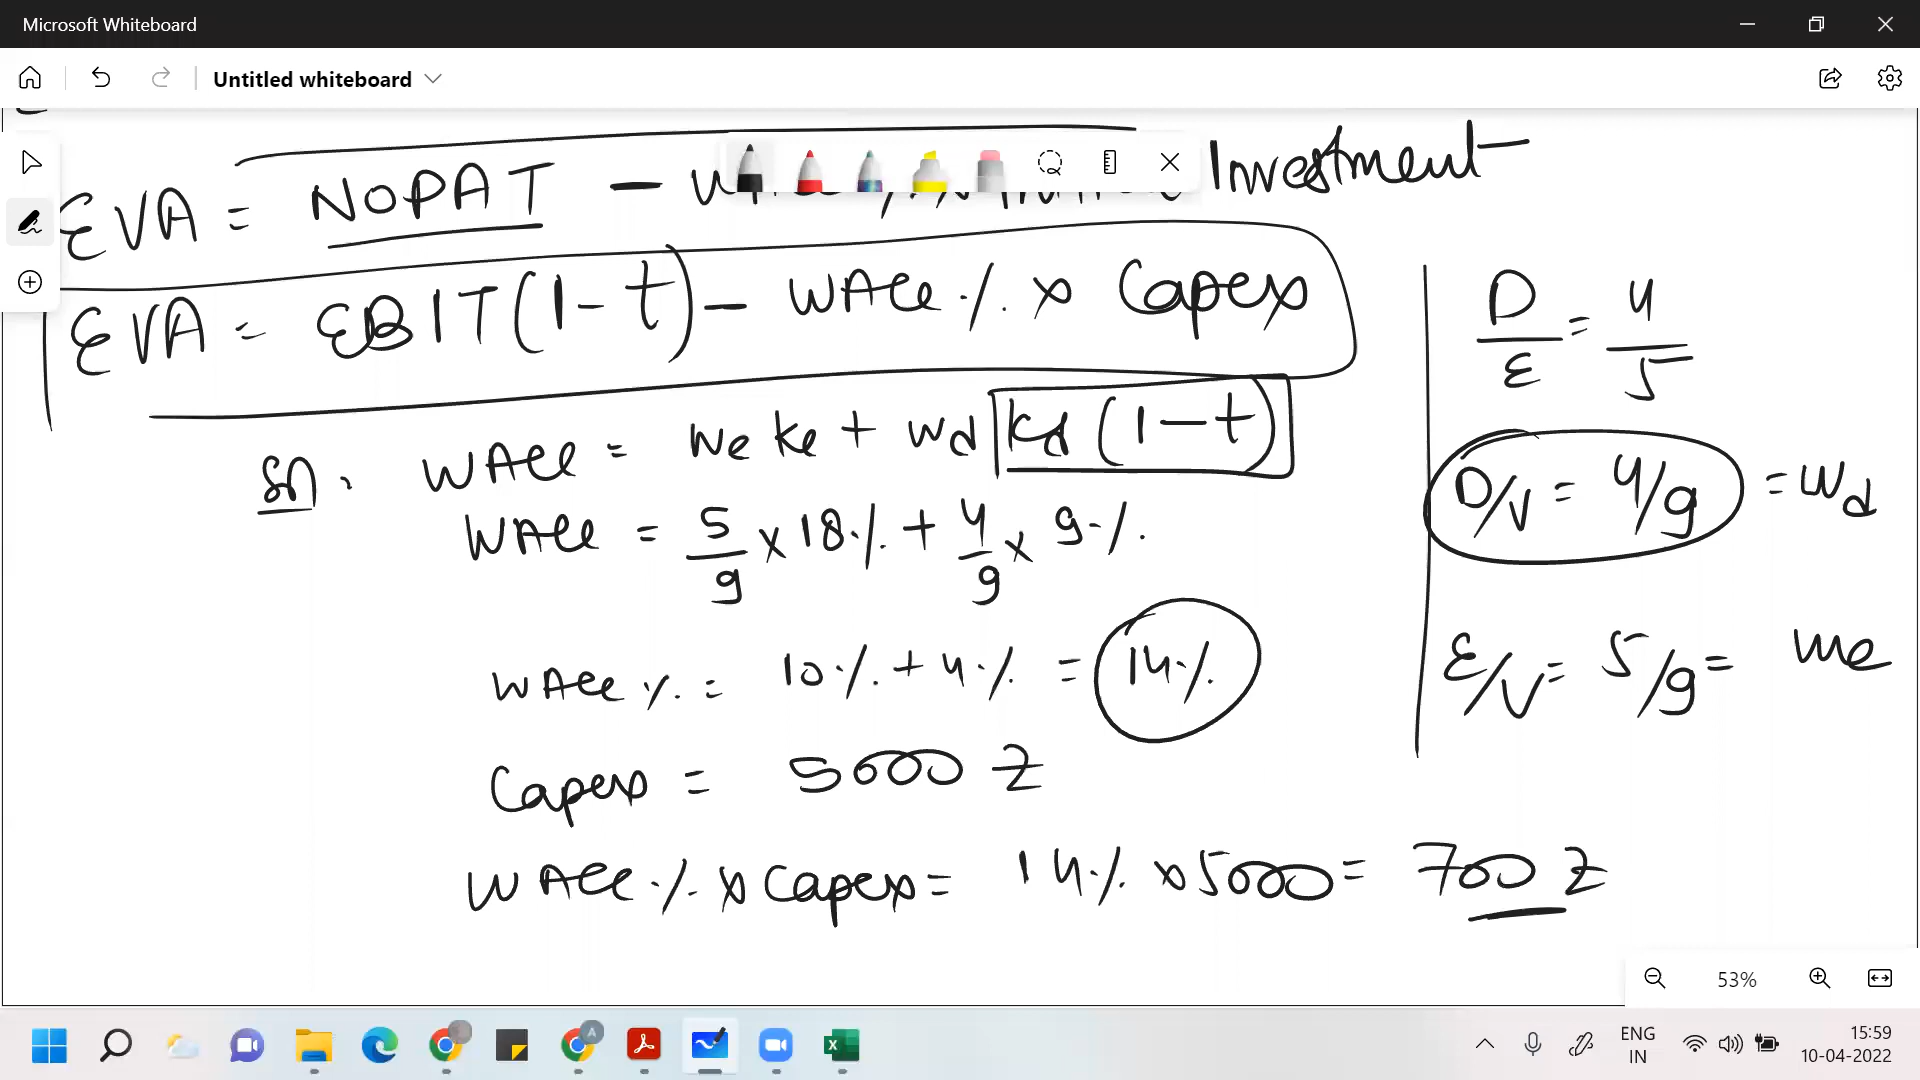 Microsoft Whiteboard
Untitled whiteboard
EVA = NOPAT - Investment
EVA = EBIT(1-t) - WACC % × Capex
D/E = 4/5
Sn. WACC = We Ke + Wd Kd (1-t)
WACC = 5/9 × 18% + 4/9 × 9%
D/V = 4/9 = Wd
WACC % = 10% + 4% = 14%
E/V = 5/9 = We
Capex = 5000 Z
WACC % × Capex = 14% × 5000 = 700 Z
53%
A
X
ENG
IN
15:59
10-04-2022